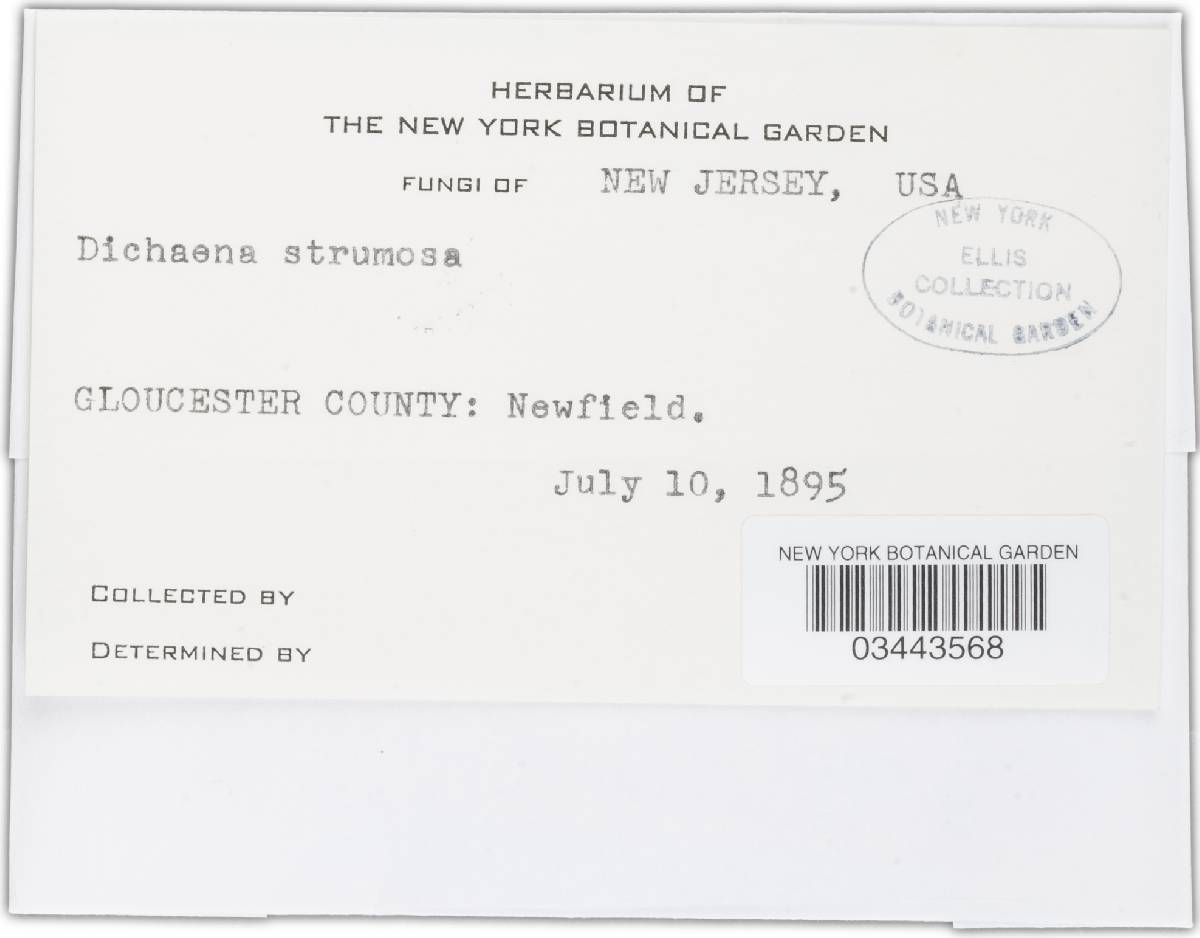 HERBARIUM OF
THE NEW YORK BOTANICAL GARDEN
FUNGI OF NEW JERSEY, USA
Dichaena strumosa
NEW YORK
ELLIS
COLLECTION
BOTANICAL GARDEN
GLOUCESTER COUNTY: Newfield.
July 10, 1895
NEW YORK BOTANICAL GARDEN
03443568
COLLECTED BY
DETERMINED BY